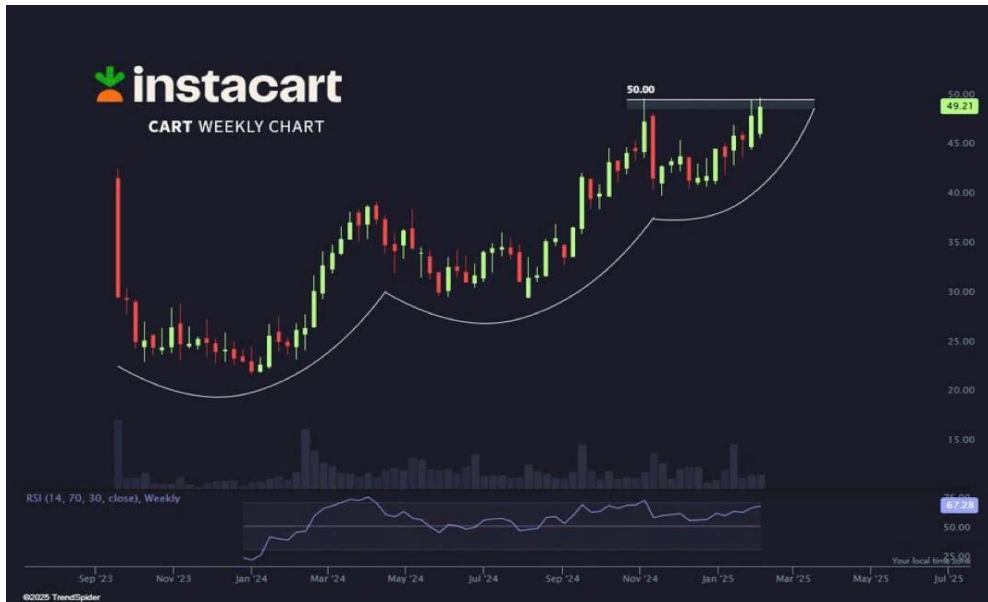 instacart
CART WEEKLY CHART
50.00
50.00
49.21
45.00
40.00
35.00
30.00
25.00
20.00
15.00
RSI (14, 70, 30, close), Weekly
75.00
67.28
50.00
25.00
Your local time zone
Sep '23 Nov '23 Jan '24 Mar '24 May '24 Jul '24 Sep '24 Nov '24 Jan '25 Mar '25 May '25 Jul '25
©2025 TrendSpider